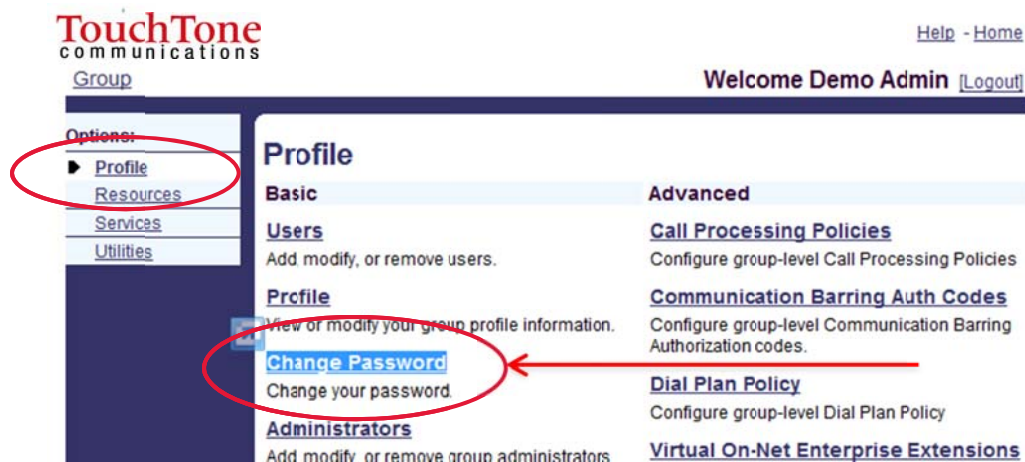 TouchTone
communications
Help - Home
Group
Welcome Demo Admin [Logout]
Options:
Profile
Resources
Services
Utilities
Profile
Basic
Users
Add, modify, or remove users.
Profile
View or modify your group profile information.
Change Password
Change your password.
Administrators
Add, modify, or remove group administrators
Advanced
Call Processing Policies
Configure group-level Call Processing Policies
Communication Barring Auth Codes
Configure group-level Communication Barring
Authorization codes.
Dial Plan Policy
Configure group-level Dial Plan Policy
Virtual On-Net Enterprise Extensions